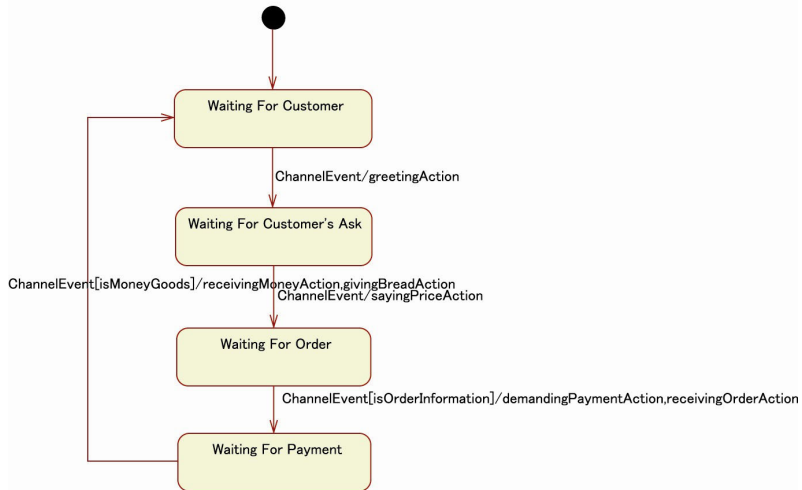 Waiting For Customer
ChannelEvent/greetingAction
Waiting For Customer's Ask
ChannelEvent[isMoneyGoods]/receivingMoneyAction,givingBreadAction
ChannelEvent/sayingPriceAction
Waiting For Order
ChannelEvent[isOrderInformation]/demandingPaymentAction,receivingOrderAction
Waiting For Payment